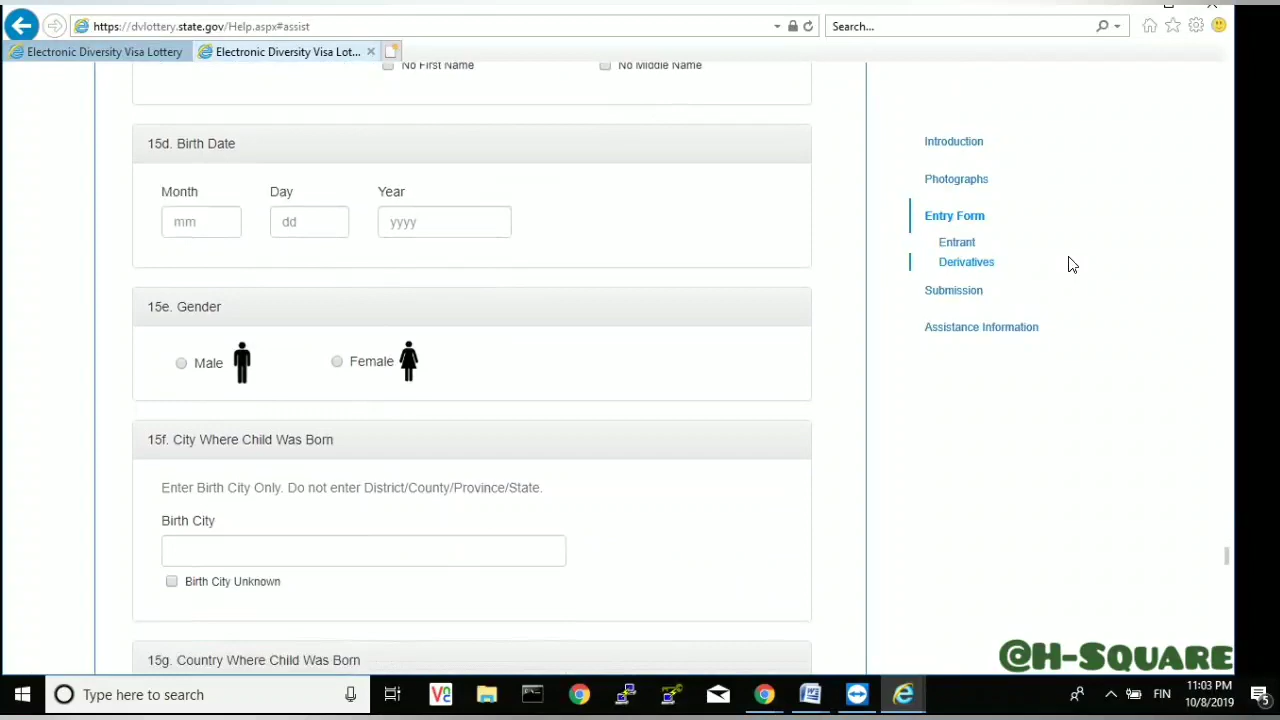 https://dvlottery.state.gov/Help.aspx#assist
Search...
Electronic Diversity Visa Lottery
Electronic Diversity Visa Lot...
No First Name
No Middle Name
15d. Birth Date
Month
Day
Year
mm
dd
yyyy
15e. Gender
Male
Female
15f. City Where Child Was Born
Enter Birth City Only. Do not enter District/County/Province/State.
Birth City
Birth City Unknown
15g. Country Where Child Was Born
Introduction
Photographs
Entry Form
Entrant
Derivatives
Submission
Assistance Information
@H-SQUARE
Type here to search
FIN
11:03 PM
10/8/2019
5